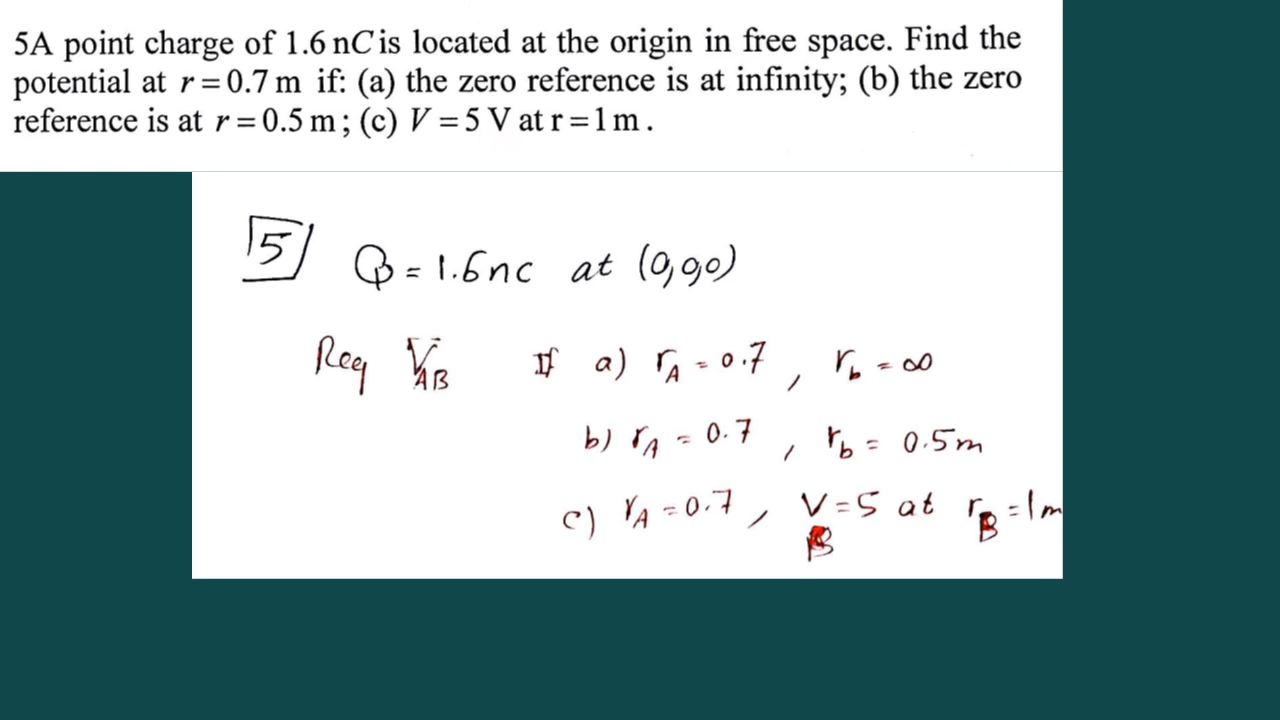 5A point charge of 1.6 nC is located at the origin in free space. Find the
potential at r = 0.7 m if: (a) the zero reference is at infinity; (b) the zero
reference is at r = 0.5 m ; (c) V = 5 V at r = 1 m .
5
Q = 1.6nc at (0,90)
Req V_AB If a) r_A = 0.7 , r_b = ∞
b) r_A = 0.7 , r_b = 0.5m
c) r_A = 0.7 , V_B = 5 at r_B = 1m